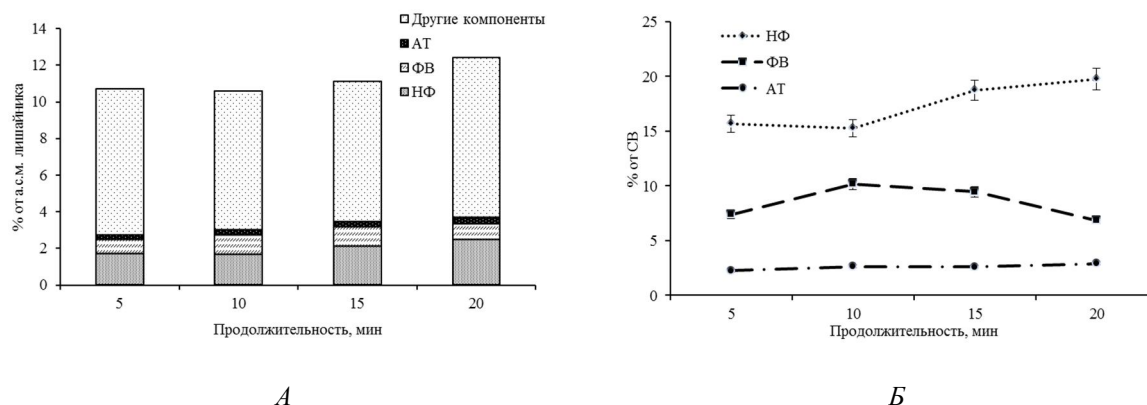 14
12
10
8
6
4
2
0
% от а.с.м. лишайника
Другие компоненты
АТ
ФВ
НФ
5 10 15 20
Продолжительность, мин
А
25
20
15
10
5
0
% от СВ
НФ
ФВ
АТ
5 10 15 20
Продолжительность, мин
Б